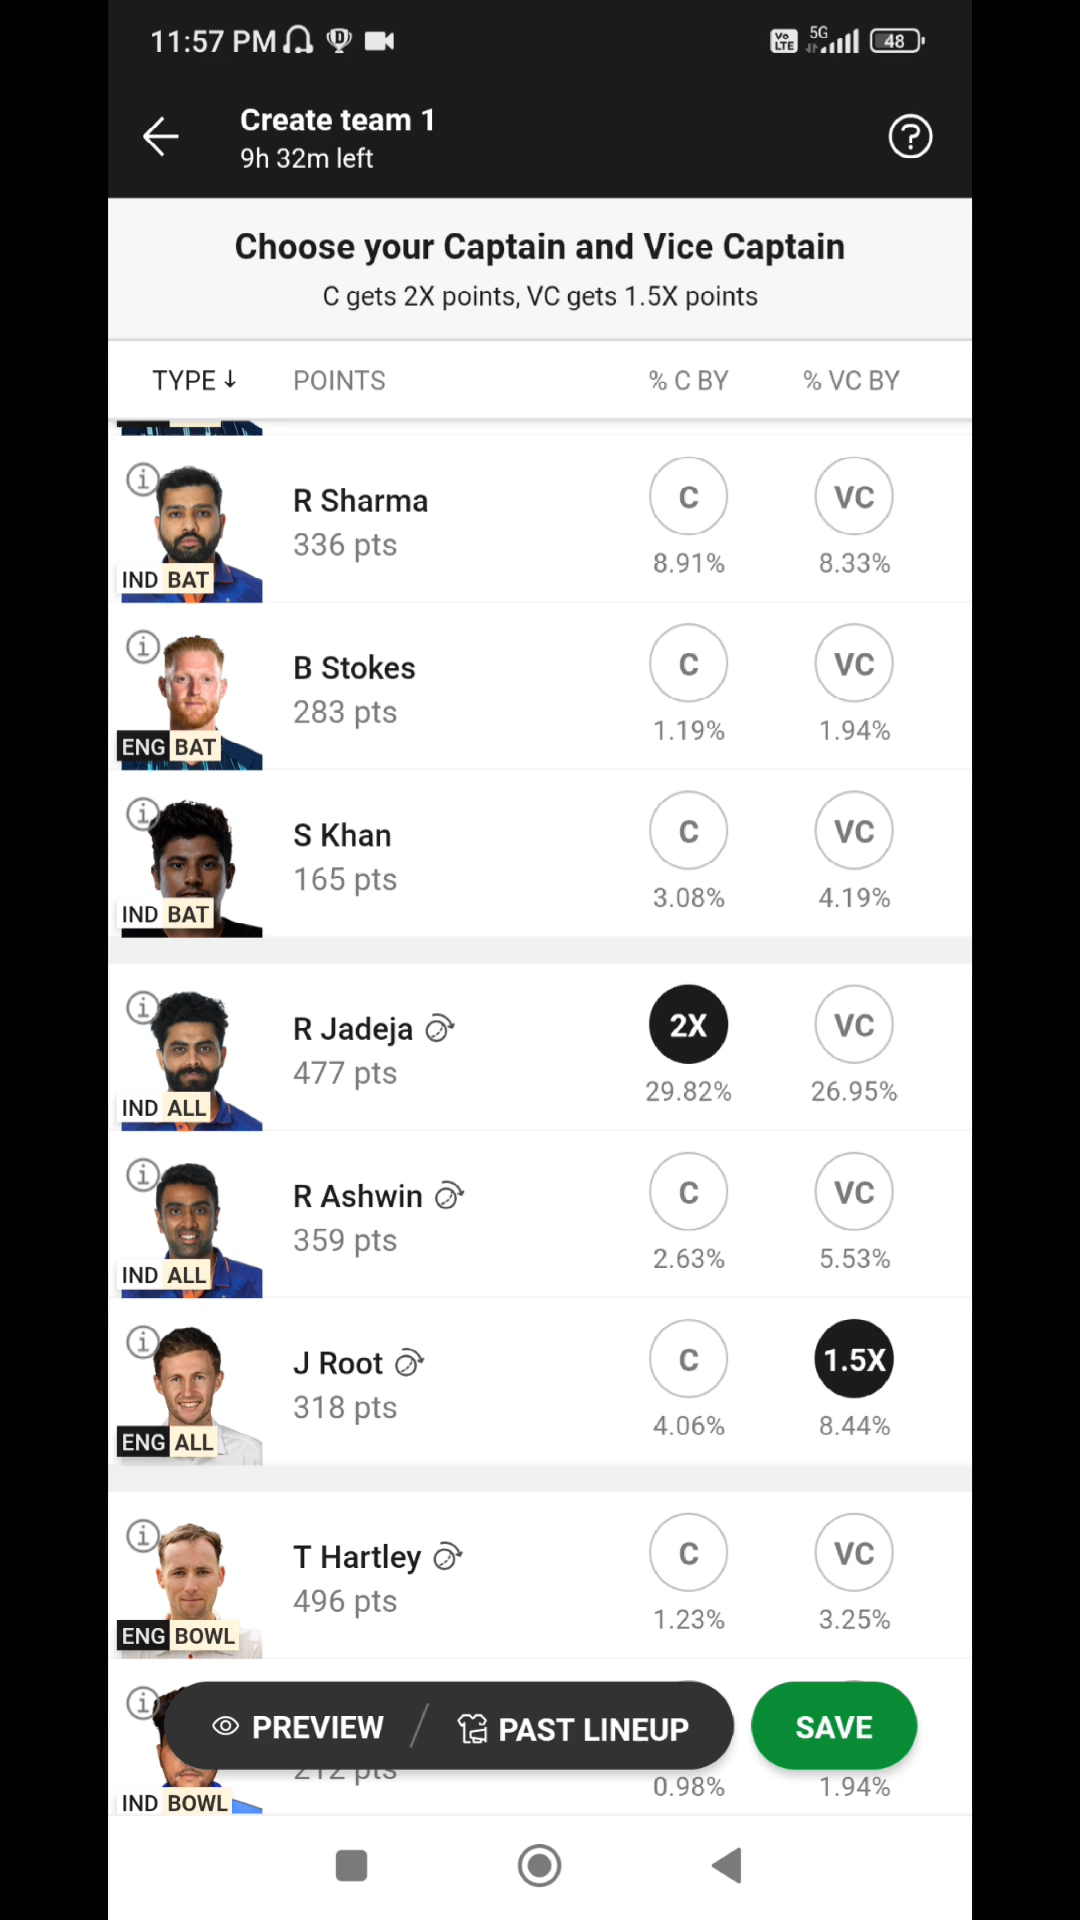 11:57 PM
Vo LTE 5G 48
Create team 1
9h 32m left
Choose your Captain and Vice Captain
C gets 2X points, VC gets 1.5X points
TYPE ↓ POINTS % C BY % VC BY
R Sharma C VC
336 pts
8.91% 8.33%
IND BAT
B Stokes C VC
283 pts
1.19% 1.94%
ENG BAT
S Khan C VC
165 pts
3.08% 4.19%
IND BAT
R Jadeja 2X VC
477 pts
29.82% 26.95%
IND ALL
R Ashwin C VC
359 pts
2.63% 5.53%
IND ALL
J Root C 1.5X
318 pts
4.06% 8.44%
ENG ALL
T Hartley C VC
496 pts
1.23% 3.25%
ENG BOWL
PREVIEW / PAST LINEUP SAVE
212 pts
0.98% 1.94%
IND BOWL